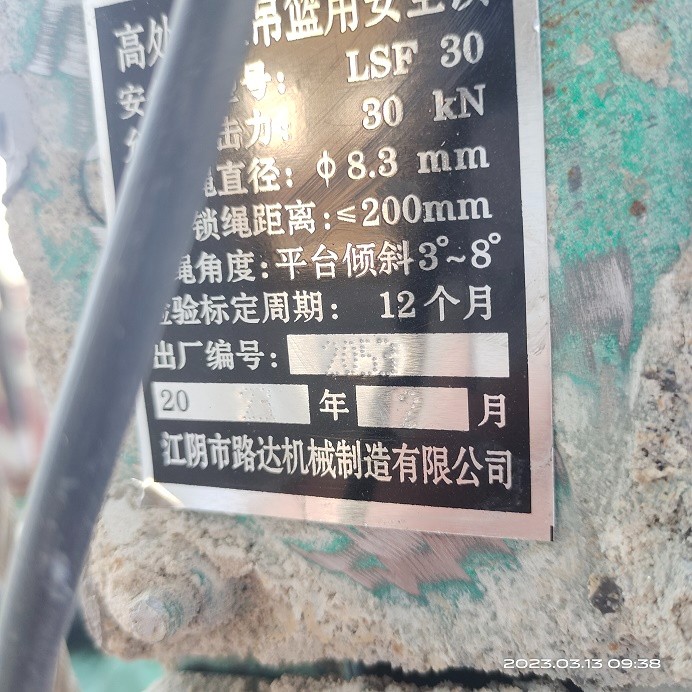 高处 吊篮用安全锁
安 号: LSF 30
击力: 30 kN
绳直径: φ8.3 mm
锁绳距离:≤200mm
绳角度:平台倾斜3°~8°
检验标定周期: 12个月
出厂编号:
20 年 月
江阴市路达机械制造有限公司
2023.03.13 09:38